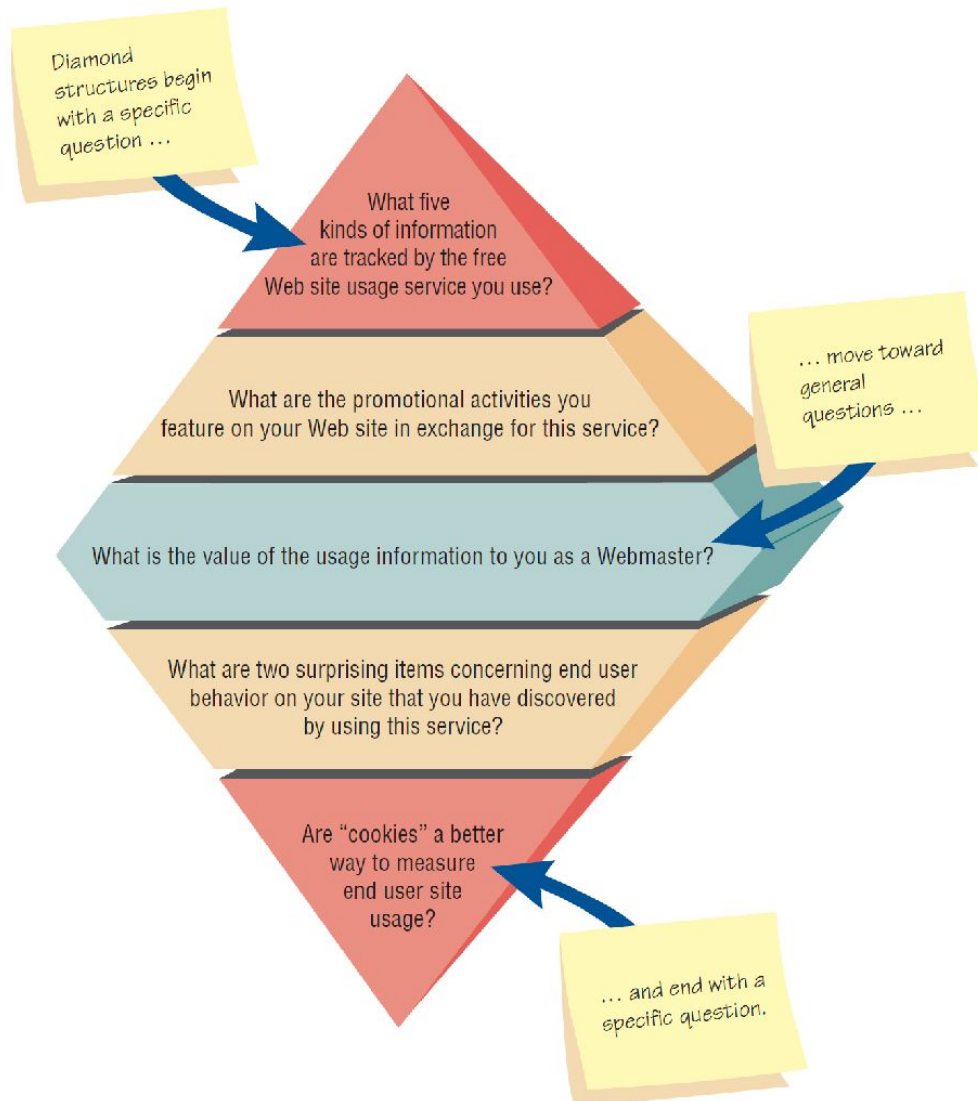 Diamond
structures begin
with a specific
question ...
What five
kinds of information
are tracked by the free
Web site usage service you use?
What are the promotional activities you
feature on your Web site in exchange for this service?
... move toward
general
questions ...
What is the value of the usage information to you as a Webmaster?
What are two surprising items concerning end user
behavior on your site that you have discovered
by using this service?
Are “cookies” a better
way to measure
end user site
usage?
... and end with a
specific question.